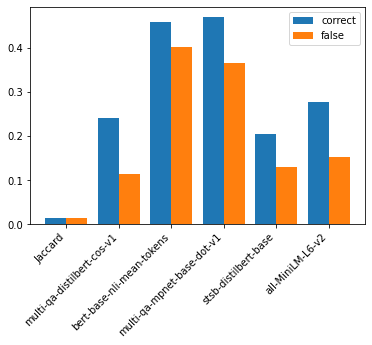 correct
false
0.4
0.3
0.2
0.1
0.0
Jaccard
multi-qa-distilbert-cos-v1
bert-base-nli-mean-tokens
multi-qa-mpnet-base-dot-v1
stsb-distilbert-base
all-MiniLM-L6-v2